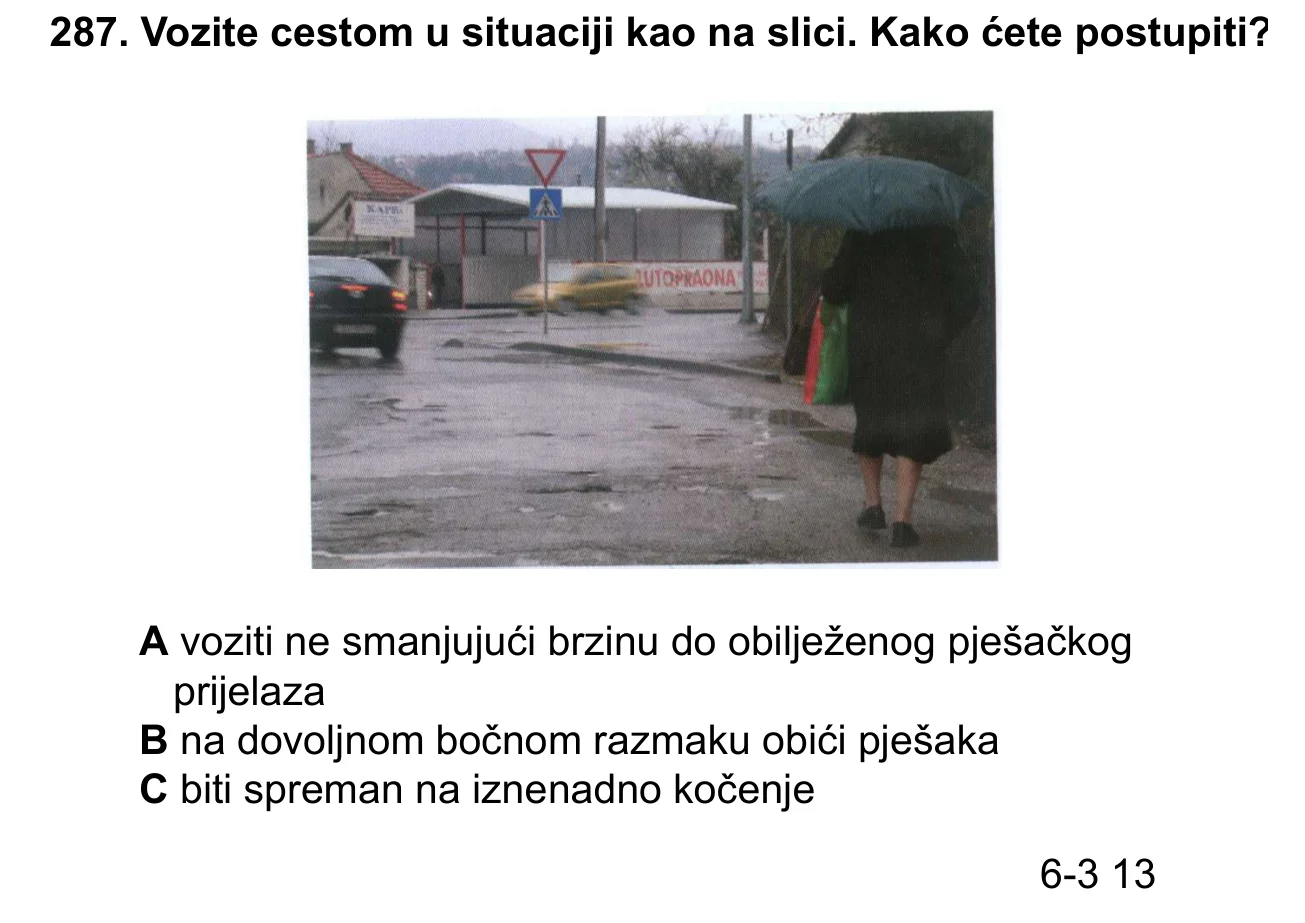 287. Vozite cestom u situaciji kao na slici. Kako ćete postupiti?
AUTOPRAONA
A voziti ne smanjujući brzinu do obilježenog pješačkog
prijelaza
B na dovoljnom bočnom razmaku obići pješaka
C biti spreman na iznenadno kočenje
6-3 13